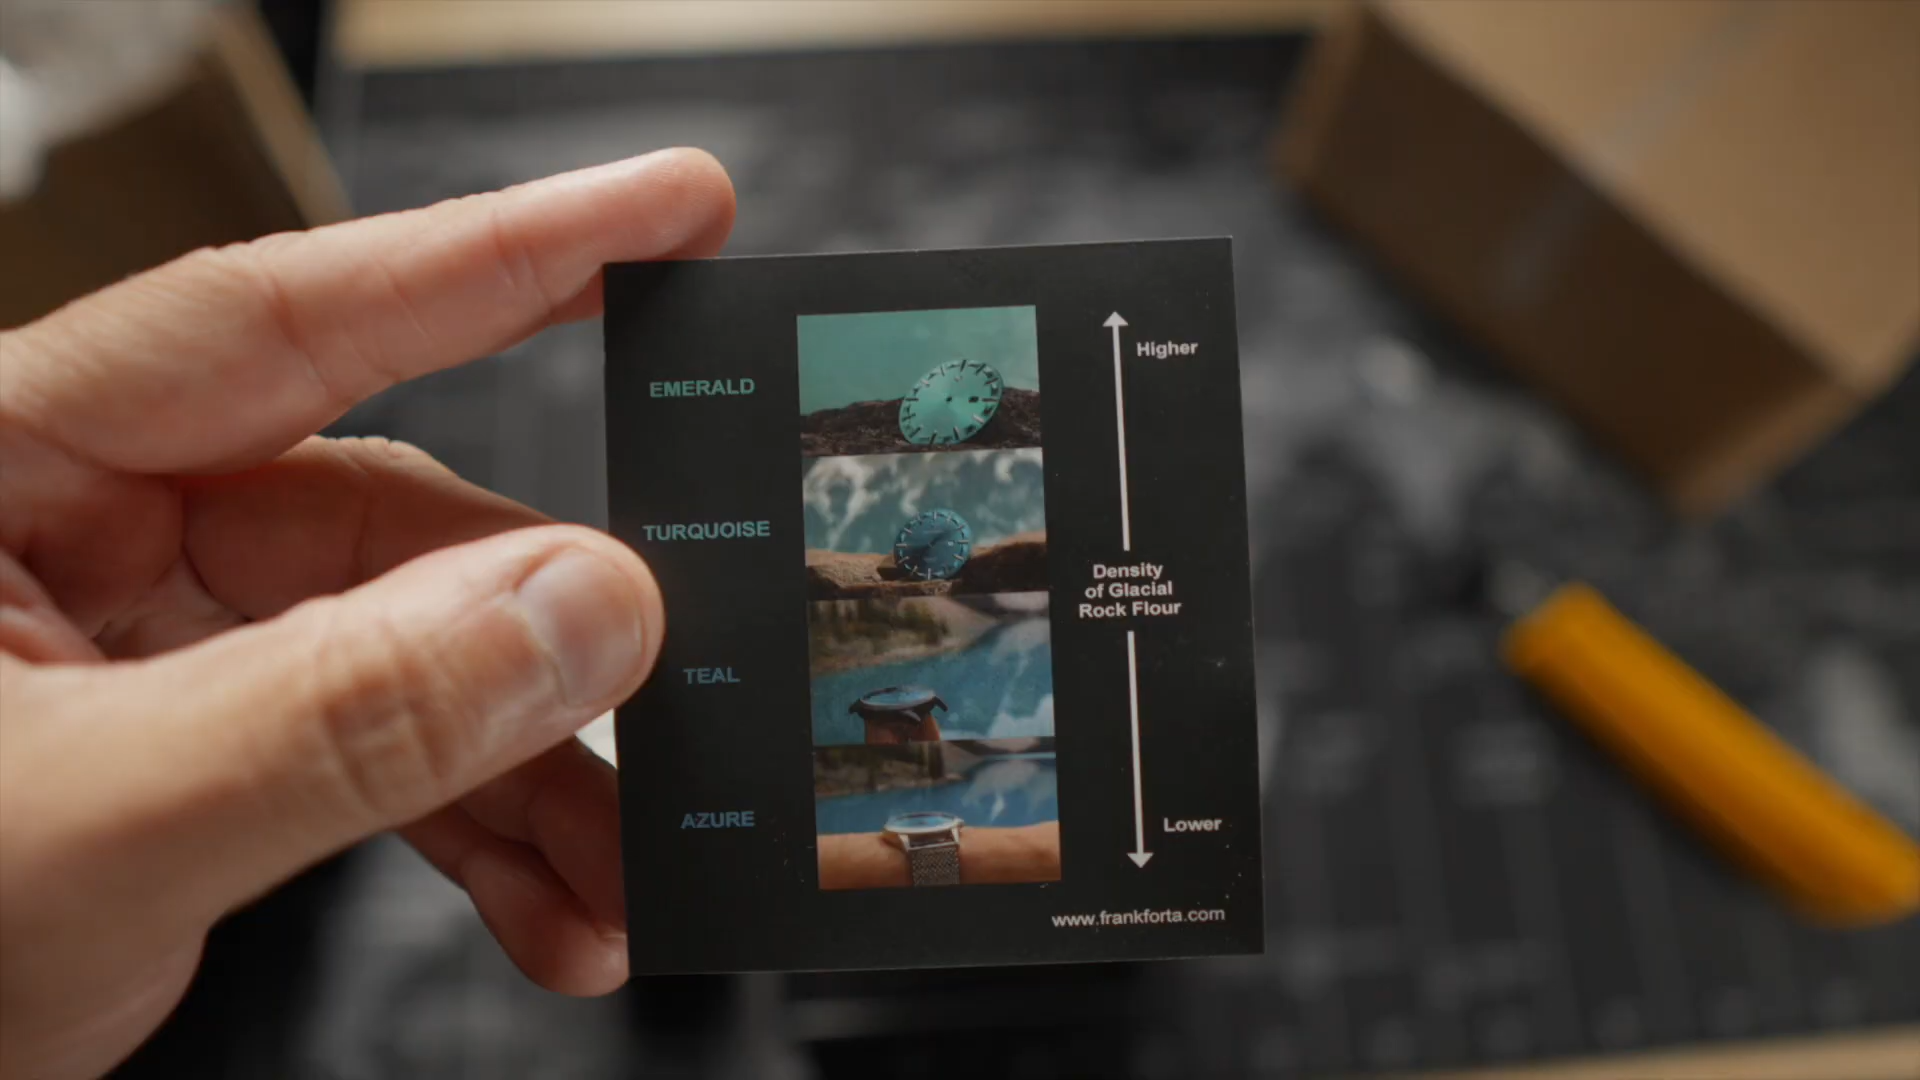 EMERALD
TURQUOISE
TEAL
AZURE
Higher
Density
of Glacial
Rock Flour
Lower
www.frankforta.com